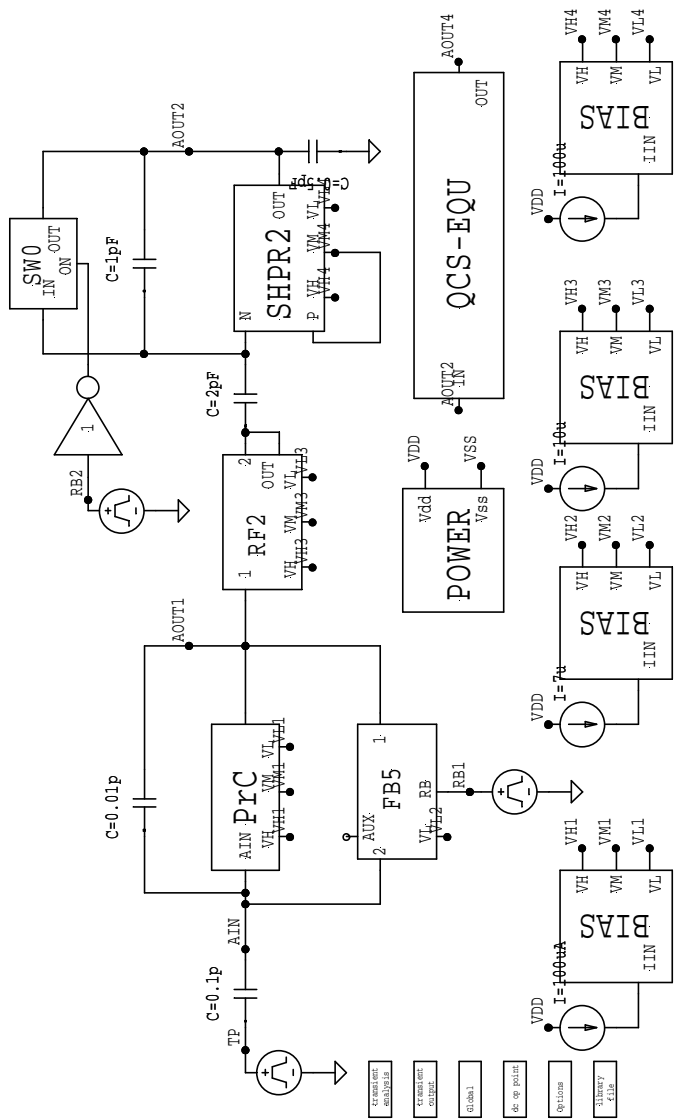 TP
C=0.1p
AIN
C=0.01p
AIN
PrC
VH
VH1
VM
VM1
VL
VL1
AUX
2
FB5
1
VL
VL2
RB
RB1
AOUT1
1
RF2
2
OUT
VH
VH3
VM
VM3
VL
VL3
RB2
1
C=2pF
IN
SW0
OUT
ON
C=1pF
N
SHPR2
P
OUT
VH
VH4
VM
VM4
VL
AOUT2
POWER
Vdd
VDD
Vss
VSS
AOUT2
IN
QCS-EQU
OUT
AOUT4
VDD
I=100uA
IIN
BIAS
VH
VH1
VM
VM1
VL
VL1
VDD
I=7u
IIN
BIAS
VH
VH2
VM
VM2
VL
VL2
VDD
I=10u
IIN
BIAS
VH
VH3
VM
VM3
VL
VL3
VDD
I=100u
IIN
BIAS
VH
VH4
VM
VM4
VL
VL4
transient
analysis
transient
output
Global
dc op point
Options
library
file